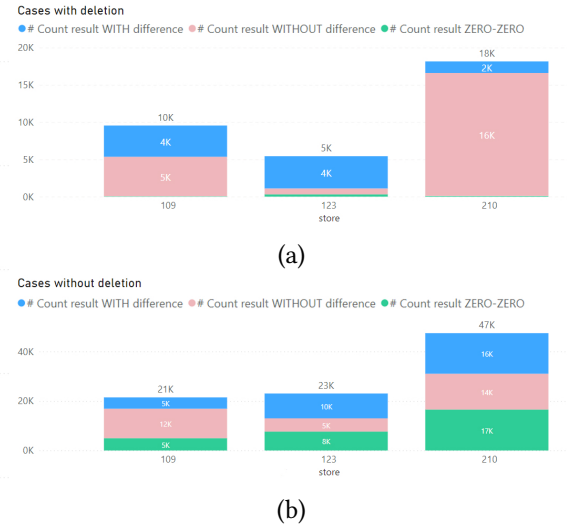 Cases with deletion
# Count result WITH difference # Count result WITHOUT difference # Count result ZERO-ZERO
20K
18K
2K
15K
10K
10K
4K
16K
5K
5K
4K
5K
0K
109 123 210
store
(a)
Cases without deletion
# Count result WITH difference # Count result WITHOUT difference # Count result ZERO-ZERO
47K
40K
16K
21K
23K
20K
5K
10K
14K
12K
5K
17K
5K
8K
0K
109 123 210
store
(b)